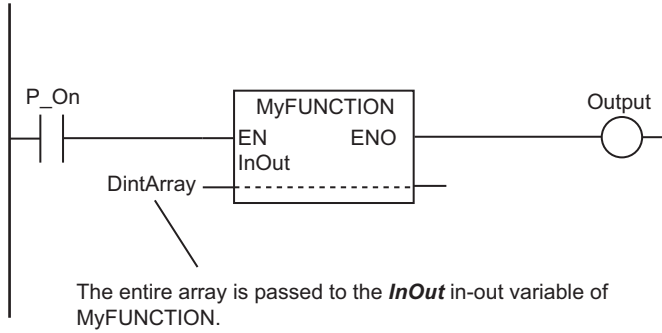 P_On
MyFUNCTION
Output
EN ENO
InOut
DintArray
The entire array is passed to the InOut in-out variable of
MyFUNCTION.